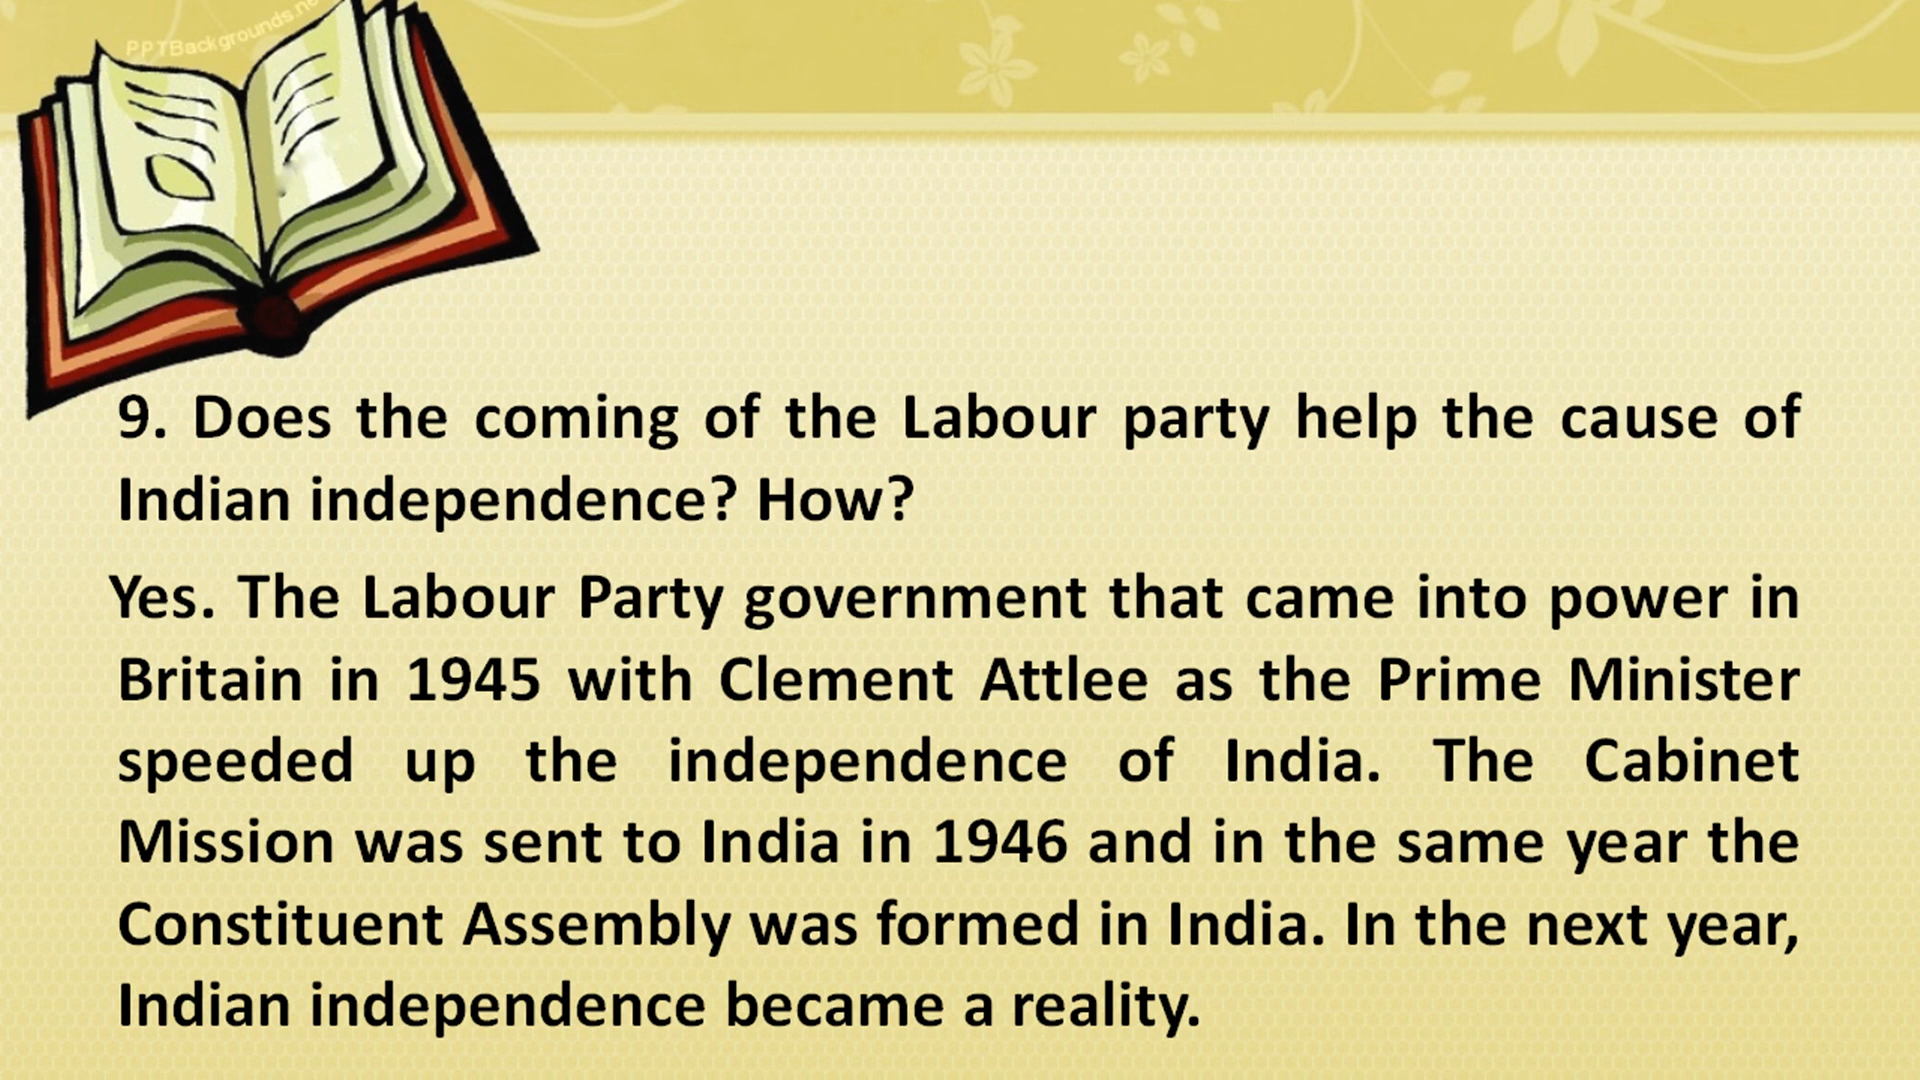 PPTBackgrounds.ne
9. Does the coming of the Labour party help the cause of
Indian independence? How?
Yes. The Labour Party government that came into power in
Britain in 1945 with Clement Attlee as the Prime Minister
speeded up the independence of India. The Cabinet
Mission was sent to India in 1946 and in the same year the
Constituent Assembly was formed in India. In the next year,
Indian independence became a reality.